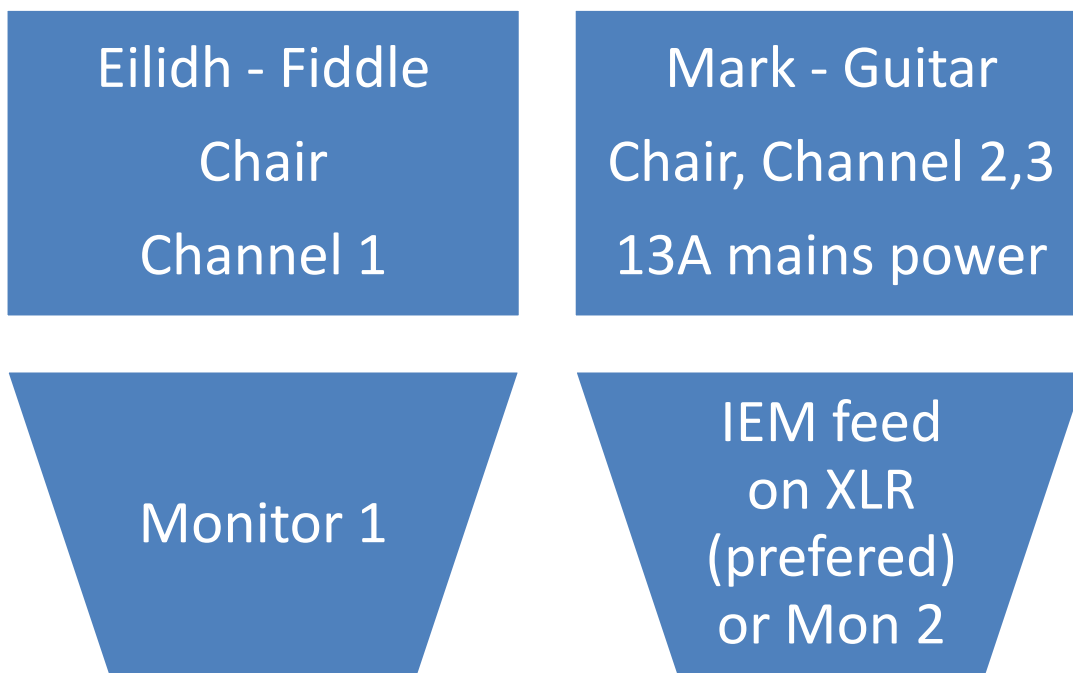 Eilidh - Fiddle
Chair
Channel 1
Mark - Guitar
Chair, Channel 2,3
13A mains power
Monitor 1
IEM feed
on XLR
(prefered)
or Mon 2